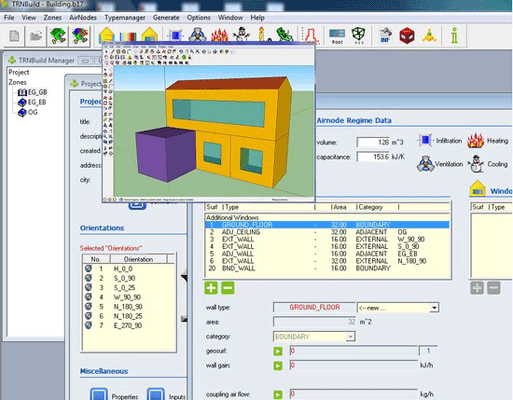 TRNBuild - Building.b17
File View Zones AirNodes Typemanager Generate Options Window Help
TRNBuild Manager
Project
Zones
EG_GB
EG_EB
OG
Project
title:
created
address
city:
Airnode Regime Data
volume: 128 m^3
capacitance: 153.6 kJ/K
Infiltration
Heating
Ventilation
Cooling
Surf Type Area Category
Additional Windows
1 GROUND_FLOOR - 32.00 BOUNDARY
2 ADJ_CEILING - 32.00 ADJACENT OG
3 EXT_WALL - 16.00 EXTERNAL W_90_90
4 EXT_WALL - 16.00 EXTERNAL S_0_90
5 ADJ_WALL - 16.00 ADJACENT EG_EB
6 EXT_WALL - 16.00 EXTERNAL N_180_90
20 BND_WALL - 16.00 BOUNDARY
Surf Type
Orientations
Selected "Orientations"
No. Orientation
1 H_0_0
2 S_0_90
3 S_0_25
4 W_90_90
5 N_180_90
6 N_180_25
7 E_270_90
wall type: GROUND_FLOOR <-- new ...
area: 32 m^2
category: BOUNDARY
geosurf: 0 1
wall gain: 0 kJ/h
coupling air flow: 0 kg/h
Miscellaneous
Properties
Inputs